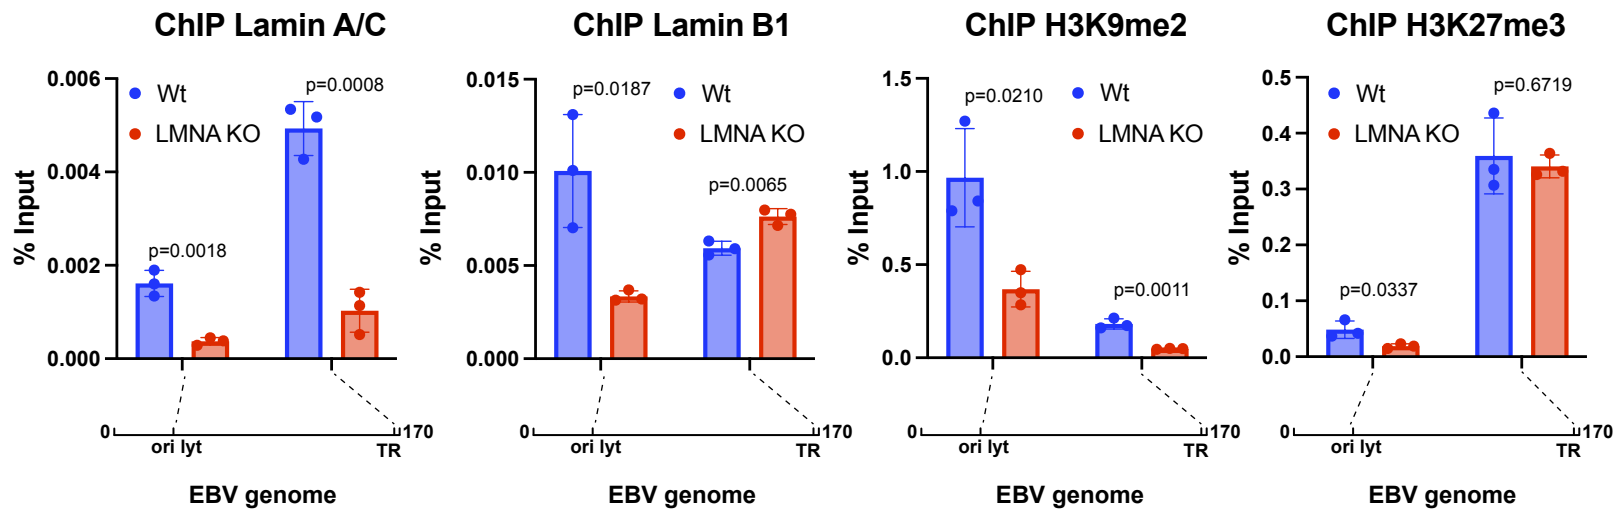 ChIP Lamin A/C
% Input
0.006
0.004
0.002
0.000
Wt
LMNA KO
p=0.0018
p=0.0008
0
ori lyt
TR
170
EBV genome
ChIP Lamin B1
% Input
0.015
0.010
0.005
0.000
Wt
LMNA KO
p=0.0187
p=0.0065
0
ori lyt
TR
170
EBV genome
ChIP H3K9me2
% Input
1.5
1.0
0.5
0.0
Wt
LMNA KO
p=0.0210
p=0.0011
0
ori lyt
TR
170
EBV genome
ChIP H3K27me3
% Input
0.5
0.4
0.3
0.2
0.1
0.0
Wt
LMNA KO
p=0.0337
p=0.6719
0
ori lyt
TR
170
EBV genome